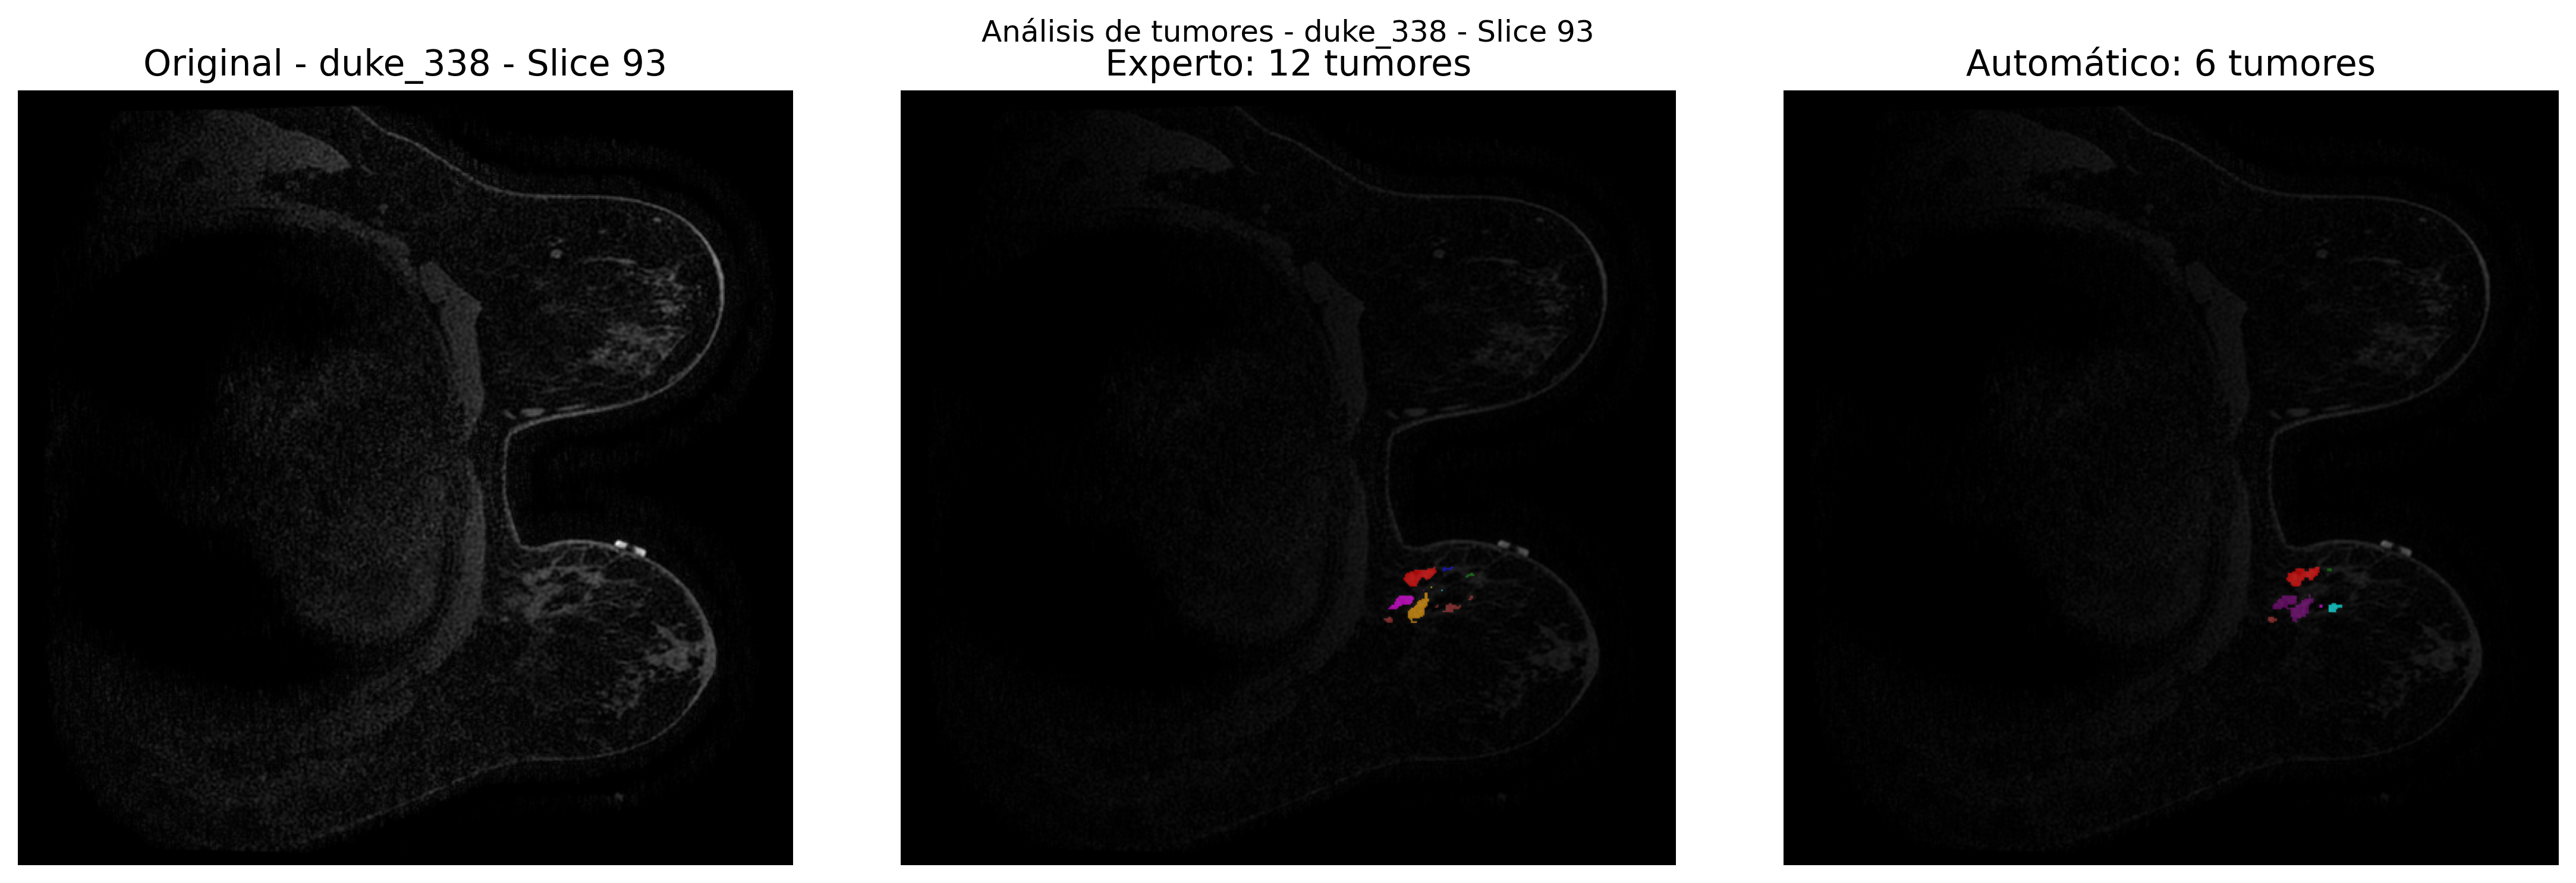 Análisis de tumores - duke_338 - Slice 93
Original - duke_338 - Slice 93
Experto: 12 tumores
Automático: 6 tumores